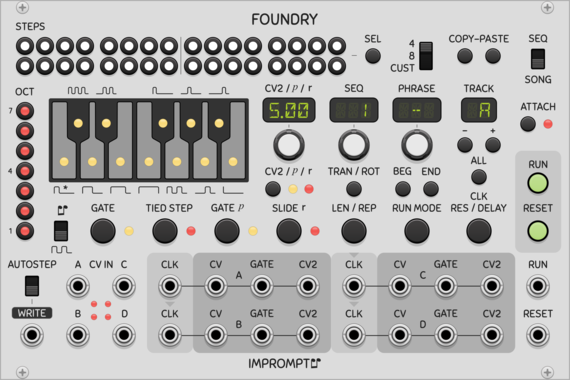 FOUNDRY
STEPS
SEL
4
8
CUST
COPY-PASTE
SEQ
SONG
OCT
7
4
1
CV2 / p / r
5.00
SEQ
1
PHRASE
--
TRACK
A
ATTACH
- +
ALL
CV2 / p / r
TRAN / ROT
BEG END
RUN
RESET
GATE
TIED STEP
GATE p
SLIDE r
LEN / REP
RUN MODE
CLK
RES / DELAY
AUTOSTEP
WRITE
A CV IN C
B D
CLK
CV
GATE
CV2
A
CLK
CV
GATE
CV2
C
RUN
CLK
CV
GATE
CV2
B
CLK
CV
GATE
CV2
D
RESET
IMPROMPT